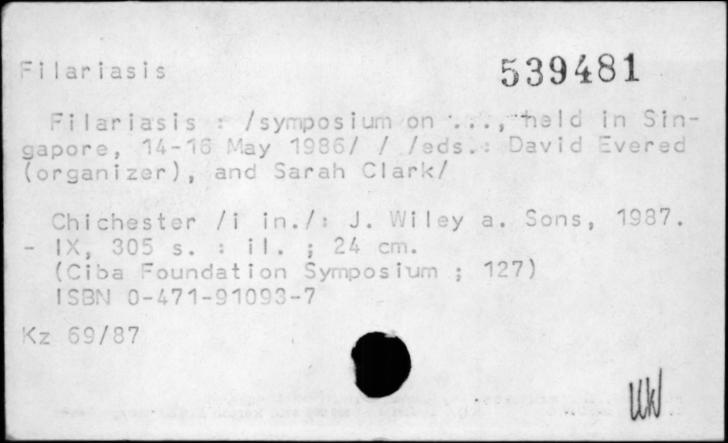 Filariasis
539481
Filariasis : /symposium on ..., held in Sin-
gapore, 14-16 May 1986/ / /eds.: David Evered
(organizer), and Sarah Clark/
Chichester /i in./: J. Wiley a. Sons, 1987.
- IX, 305 s. : il. ; 24 cm.
(Ciba Foundation Symposium ; 127)
ISBN 0-471-91093-7
Kz 69/87